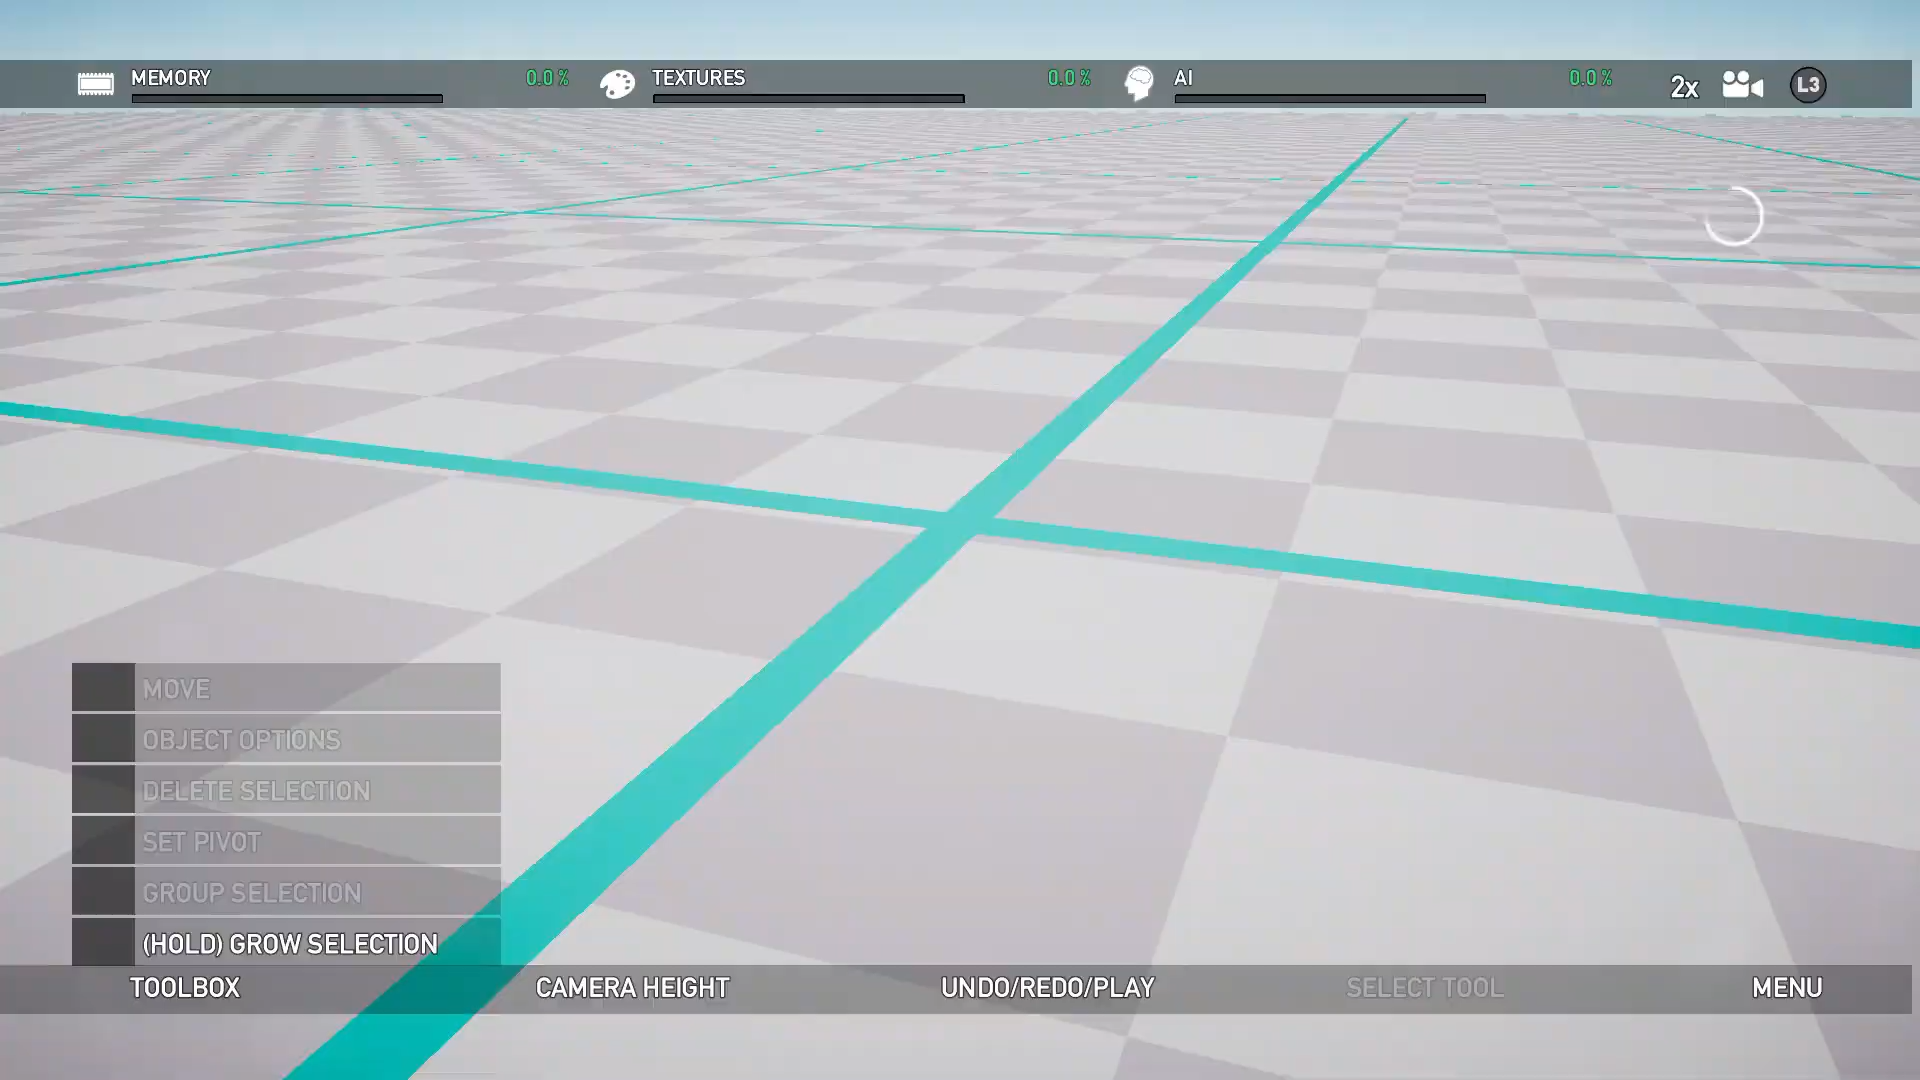 MEMORY 0.0 % TEXTURES 0.0 % AI 0.0 % 2x L3
MOVE
OBJECT OPTIONS
DELETE SELECTION
SET PIVOT
GROUP SELECTION
(HOLD) GROW SELECTION
TOOLBOX CAMERA HEIGHT UNDO/REDO/PLAY SELECT TOOL MENU